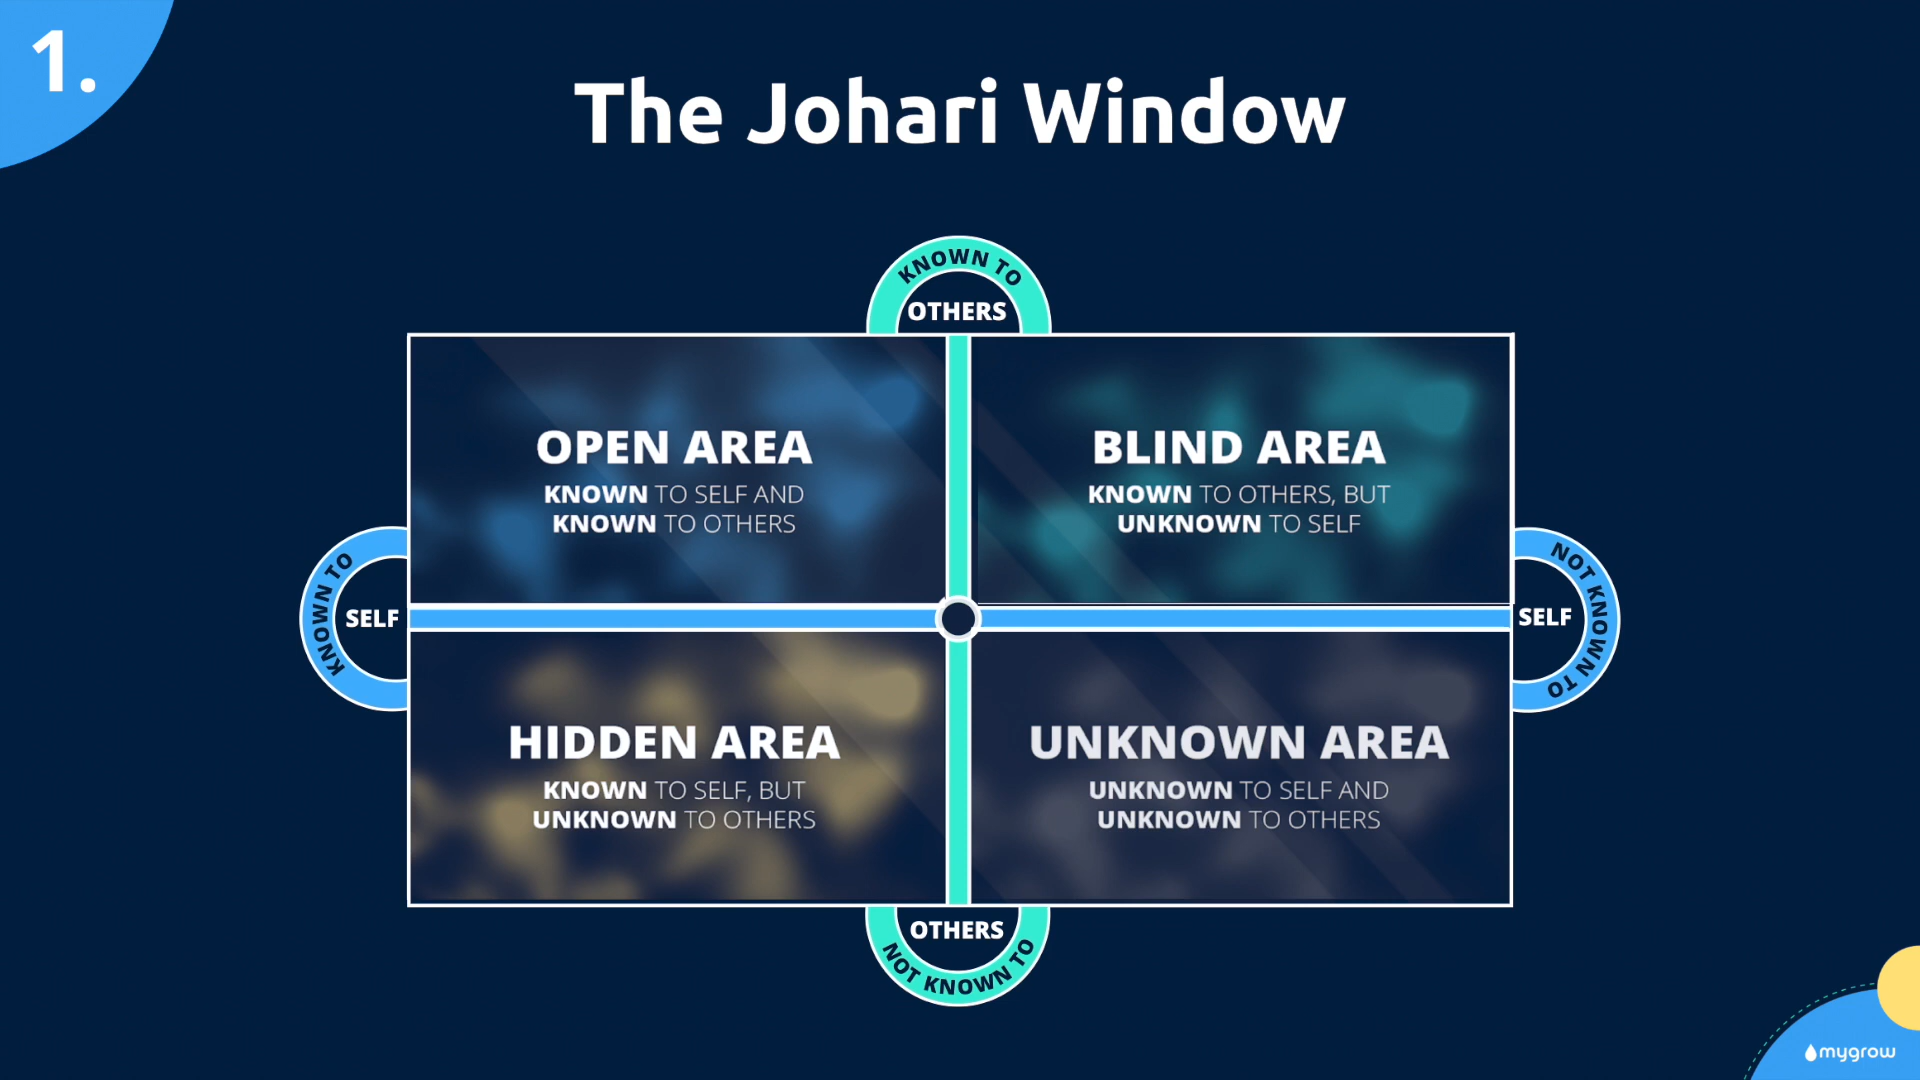 1.
The Johari Window
KNOWN TO
OTHERS
OPEN AREA
KNOWN TO SELF AND
KNOWN TO OTHERS
BLIND AREA
KNOWN TO OTHERS, BUT
UNKNOWN TO SELF
KNOWN TO
SELF
NOT KNOWN TO
SELF
HIDDEN AREA
KNOWN TO SELF, BUT
UNKNOWN TO OTHERS
UNKNOWN AREA
UNKNOWN TO SELF AND
UNKNOWN TO OTHERS
OTHERS
NOT KNOWN TO
mygrow